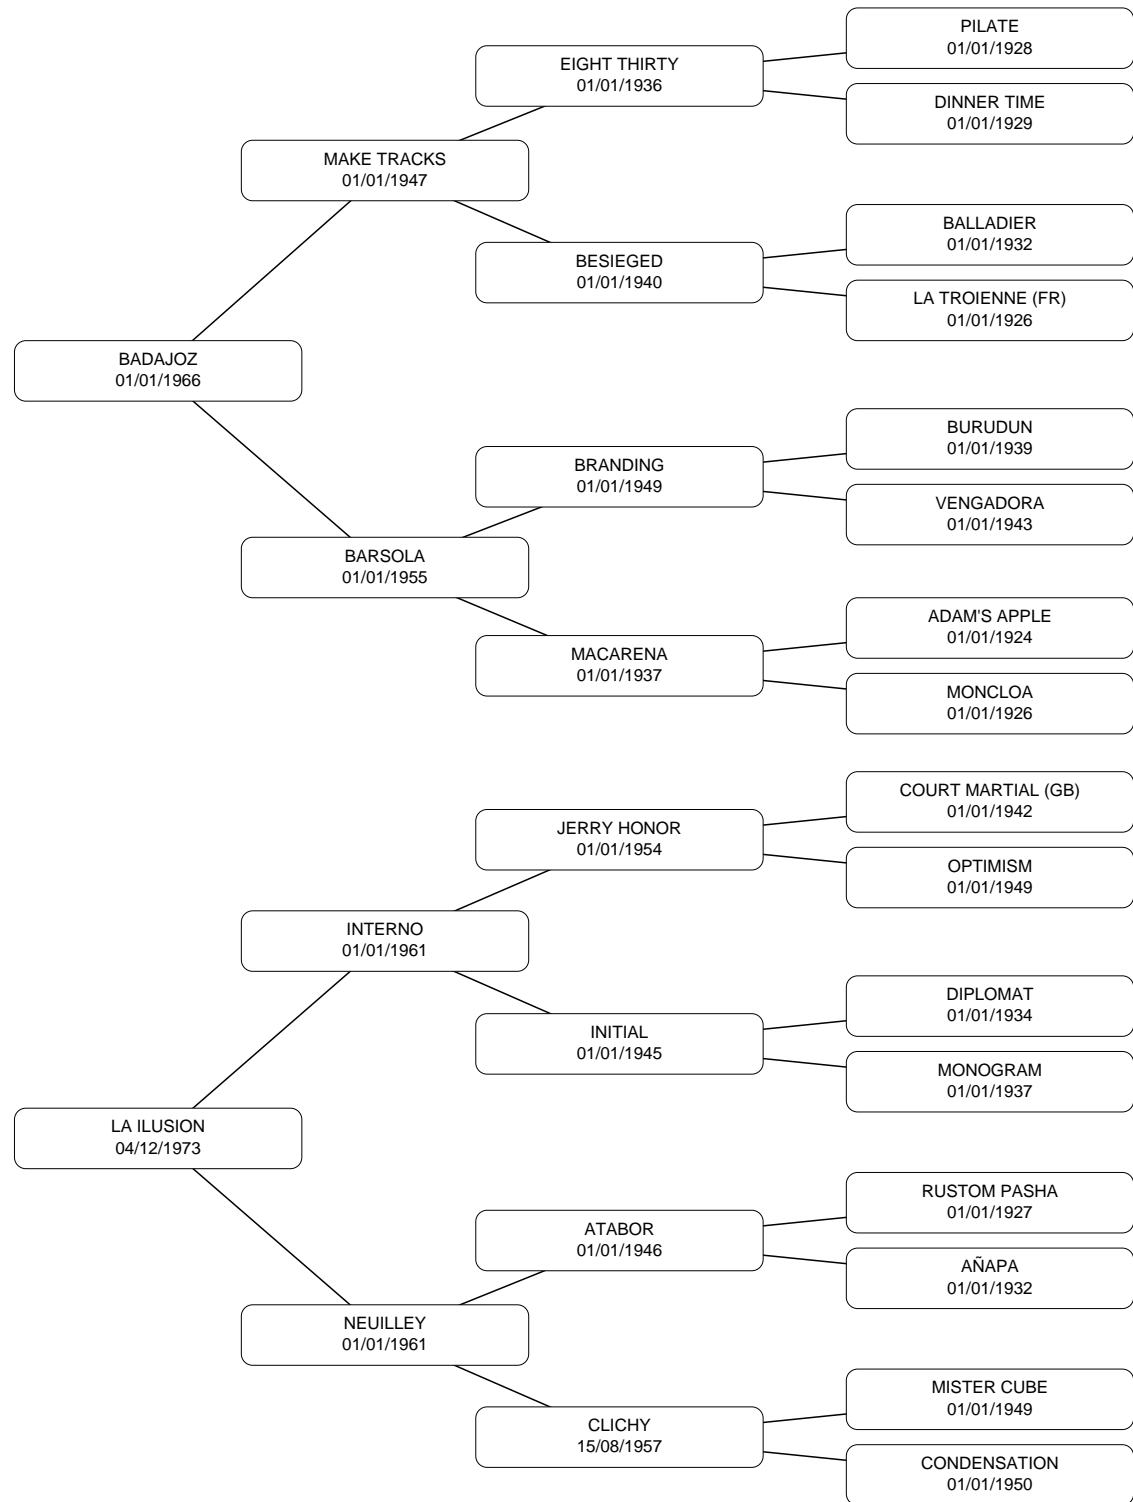 PILATE
01/01/1928
EIGHT THIRTY
01/01/1936
DINNER TIME
01/01/1929
MAKE TRACKS
01/01/1947
BALLADIER
01/01/1932
BESIEGED
01/01/1940
LA TROIENNE (FR)
01/01/1926
BADAJOZ
01/01/1966
BURUDUN
01/01/1939
BRANDING
01/01/1949
VENGADORA
01/01/1943
BARSOLA
01/01/1955
ADAM'S APPLE
01/01/1924
MACARENA
01/01/1937
MONCLOA
01/01/1926
COURT MARTIAL (GB)
01/01/1942
JERRY HONOR
01/01/1954
OPTIMISM
01/01/1949
INTERNO
01/01/1961
DIPLOMAT
01/01/1934
INITIAL
01/01/1945
MONOGRAM
01/01/1937
LA ILUSION
04/12/1973
RUSTOM PASHA
01/01/1927
ATABOR
01/01/1946
AÑAPA
01/01/1932
NEUILLEY
01/01/1961
MISTER CUBE
01/01/1949
CLICHY
15/08/1957
CONDENSATION
01/01/1950